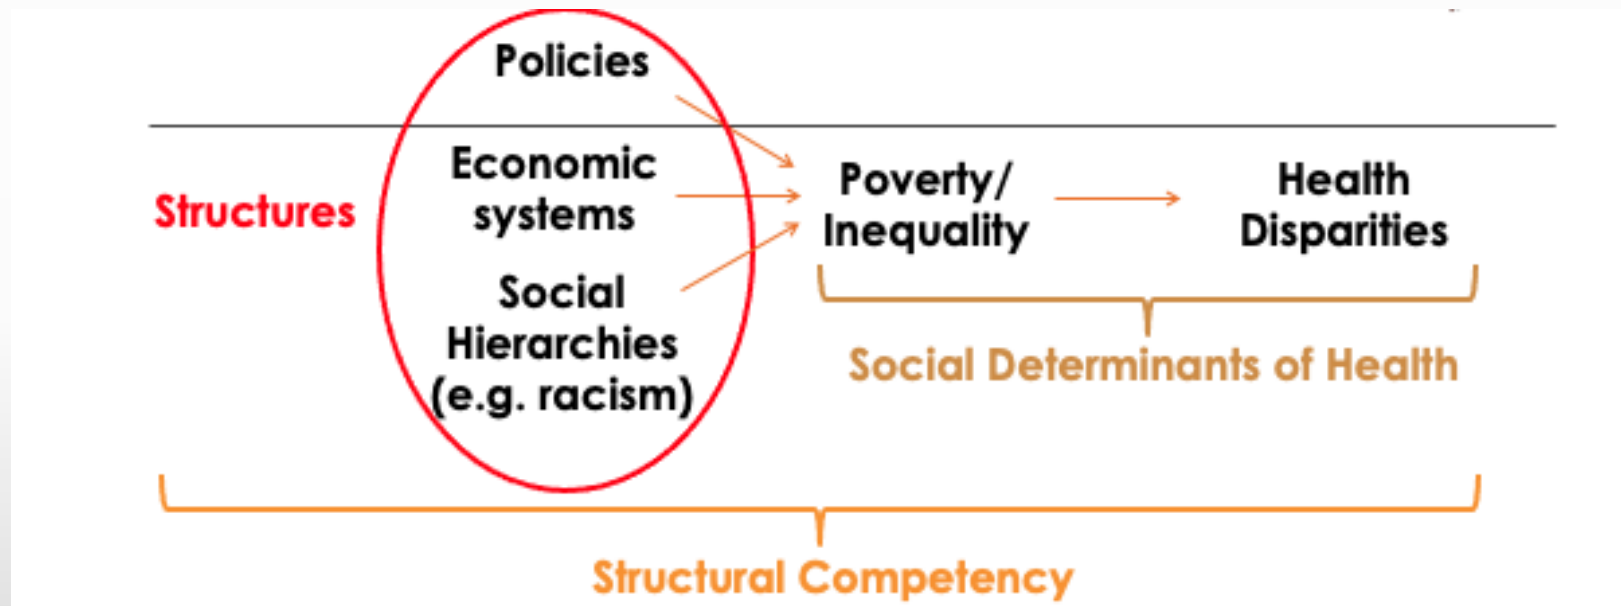 Policies
Structures
Economic
systems
Social
Hierarchies
(e.g. racism)
Poverty/
Inequality
Health
Disparities
Social Determinants of Health
Structural Competency